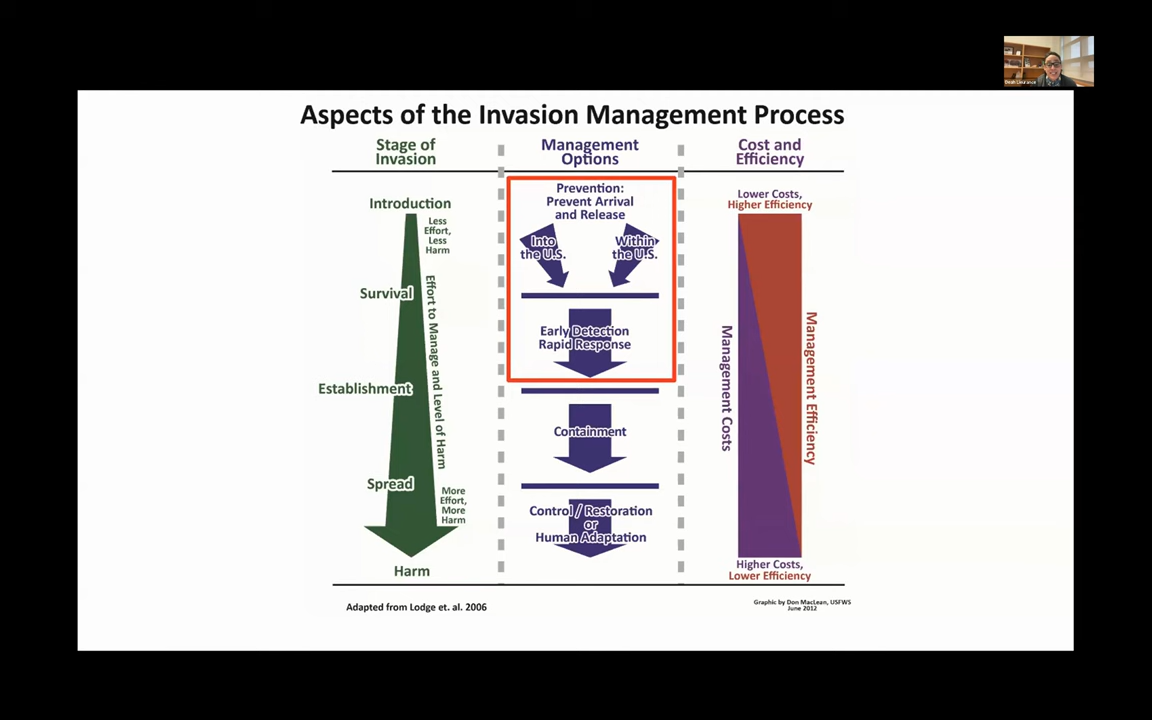 Aspects of the Invasion Management Process
Stage of
Invasion
Management
Options
Cost and
Efficiency
Introduction
Less
Effort,
Less
Harm
Survival
Effort to Manage and Level of Harm
Establishment
Spread
More
Effort,
More
Harm
Harm
Prevention:
Prevent Arrival
and Release
Into
the U.S.
Within
the U.S.
Early Detection
Rapid Response
Containment
Control / Restoration
or
Human Adaptation
Lower Costs,
Higher Efficiency
Management Costs
Management Efficiency
Higher Costs,
Lower Efficiency
Adapted from Lodge et. al. 2006
Graphic by Don MacLean, USFWS
June 2012